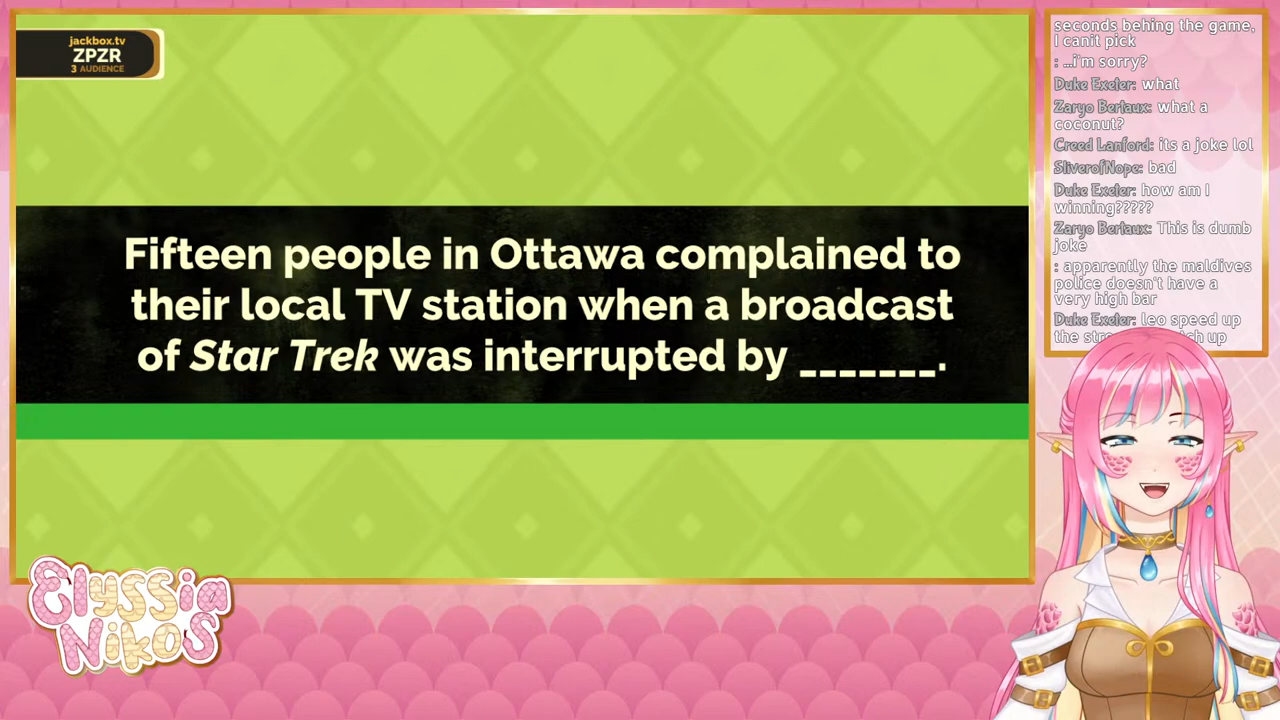 jackbox.tv
ZPZR
3 AUDIENCE
Fifteen people in Ottawa complained to
their local TV station when a broadcast
of Star Trek was interrupted by _______.
Elyssia
Nikos
seconds behing the game,
I canit pick
: ...i'm sorry?
Duke Exeler: what
Zaryo Berlaux: what a
coconut?
Creed Lanford: its a joke lol
SliverofNope: bad
Duke Exeler: how am I
winning?????
Zaryo Berlaux: This is dumb
joke
: apparently the maldives
police doesn't have a
very high bar
Duke Exeler: leo speed up
the up